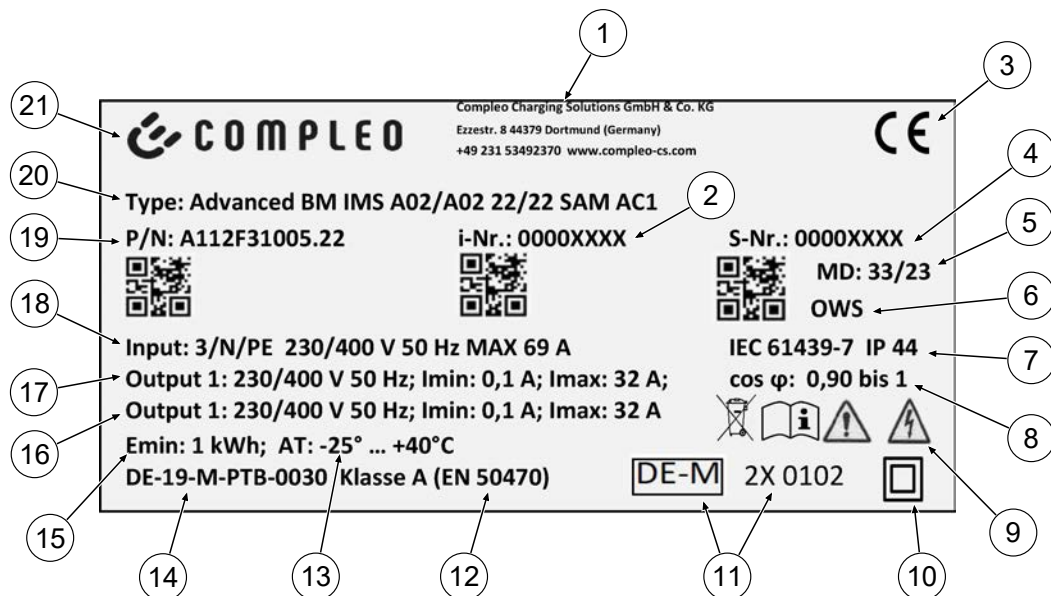 1
3
21
COMPLEO
Compleo Charging Solutions GmbH & Co. KG
Ezzestr. 8 44379 Dortmund (Germany)
+49 231 53492370 www.compleo-cs.com
CE
4
20
Type: Advanced BM IMS A02/A02 22/22 SAM AC1
2
19
P/N: A112F31005.22
i-Nr.: 0000XXXX
S-Nr.: 0000XXXX
5
MD: 33/23
6
OWS
18
Input: 3/N/PE 230/400 V 50 Hz MAX 69 A
IEC 61439-7 IP 44
7
17
Output 1: 230/400 V 50 Hz; Imin: 0,1 A; Imax: 32 A;
cos φ: 0,90 bis 1
16
Output 1: 230/400 V 50 Hz; Imin: 0,1 A; Imax: 32 A
8
Emin: 1 kWh; AT: -25° ... +40°C
DE-19-M-PTB-0030 Klasse A (EN 50470)
DE-M
2X 0102
15
9
14
13
12
11
10